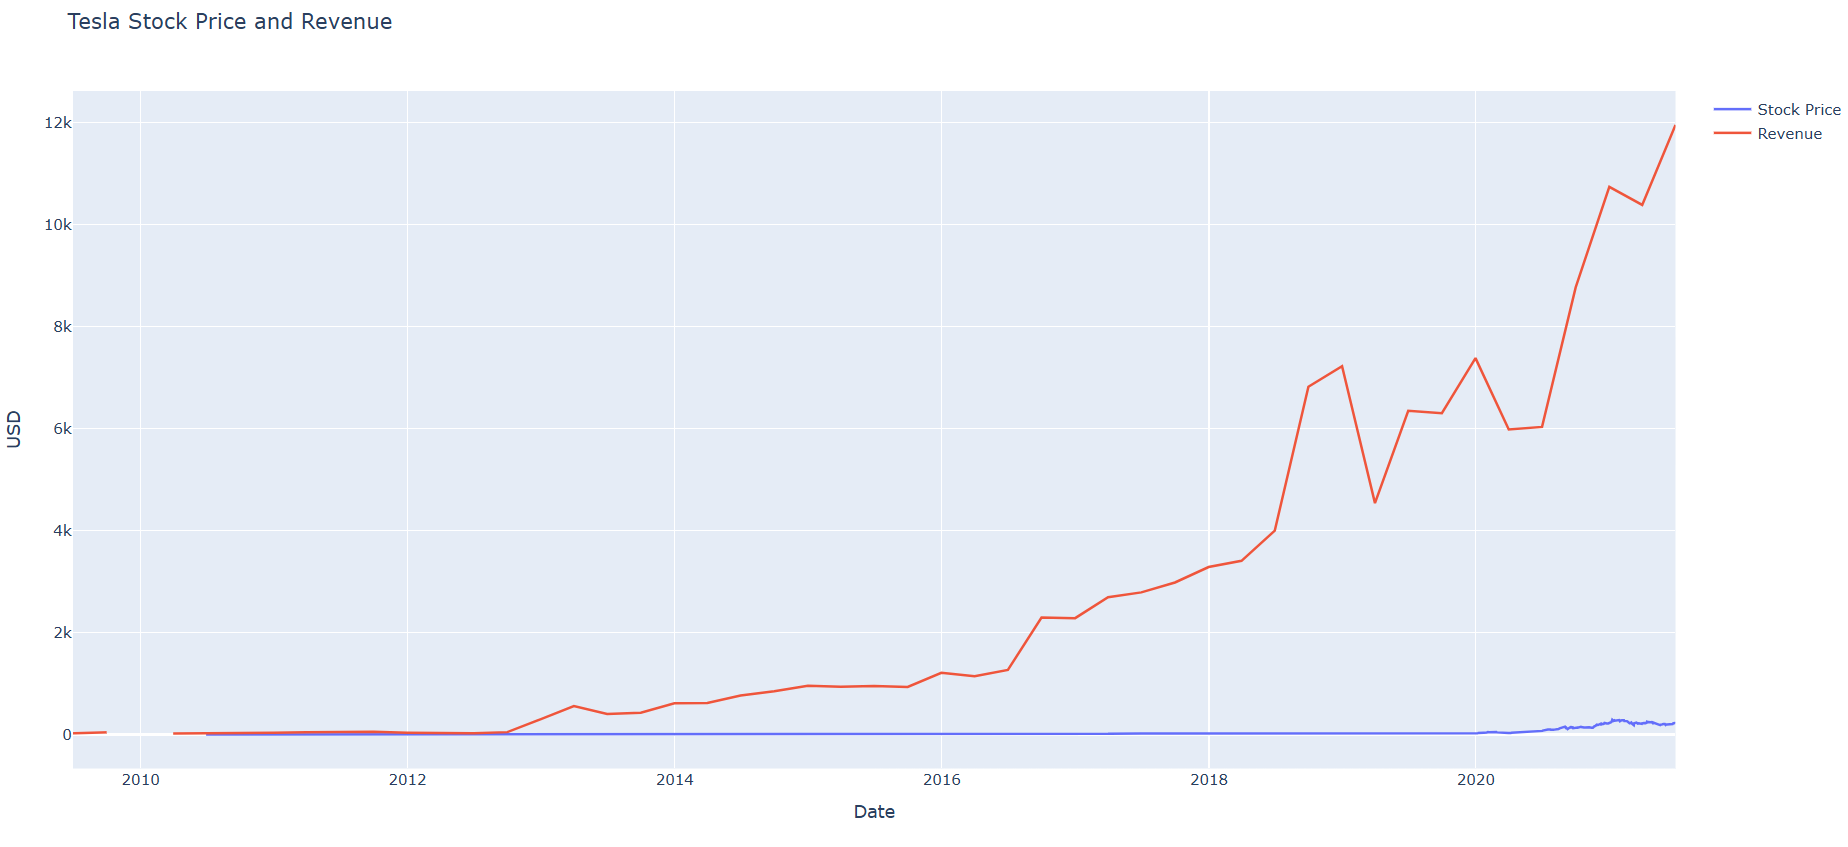 Tesla Stock Price and Revenue
Stock Price
Revenue
12k
10k
8k
6k
4k
2k
0
USD
2010 2012 2014 2016 2018 2020
Date